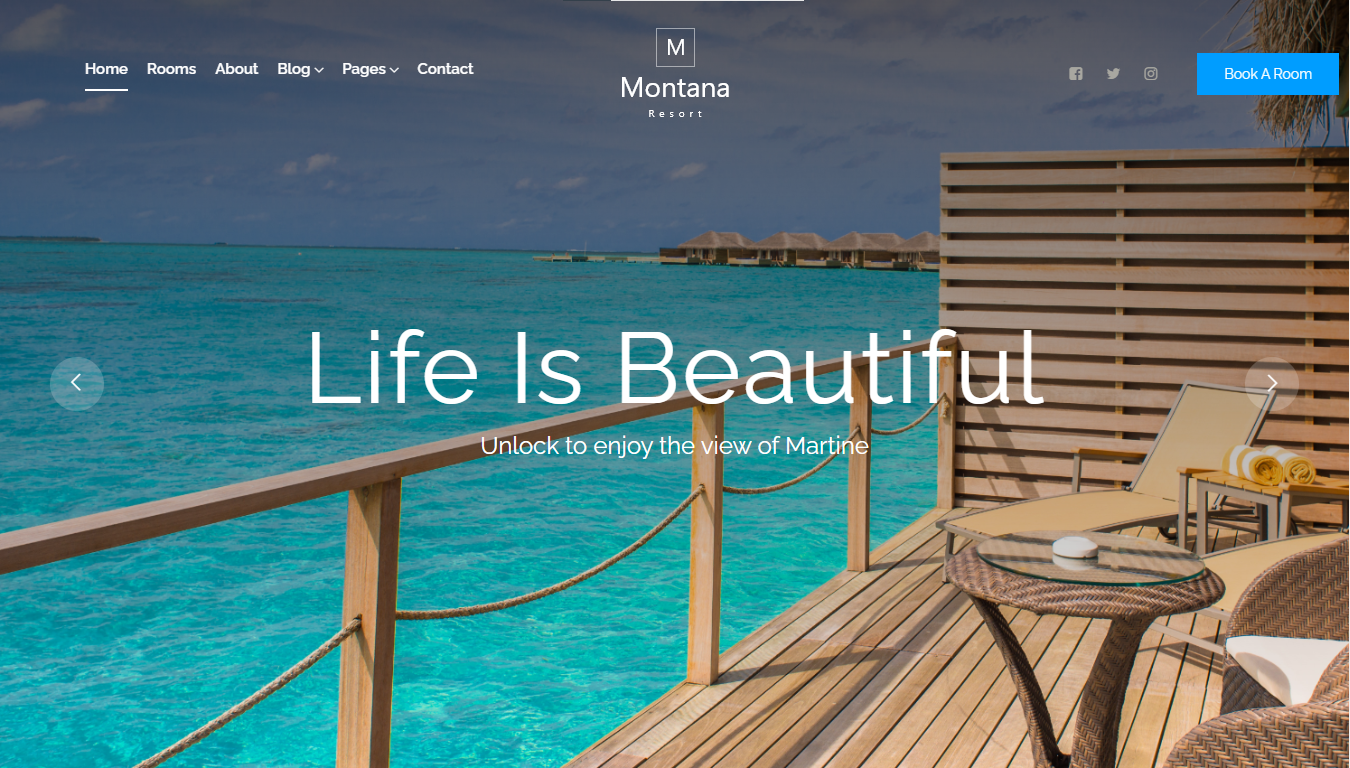 Home Rooms About Blog Pages Contact
M
Montana
Resort
Book A Room
Life Is Beautiful
Unlock to enjoy the view of Martine